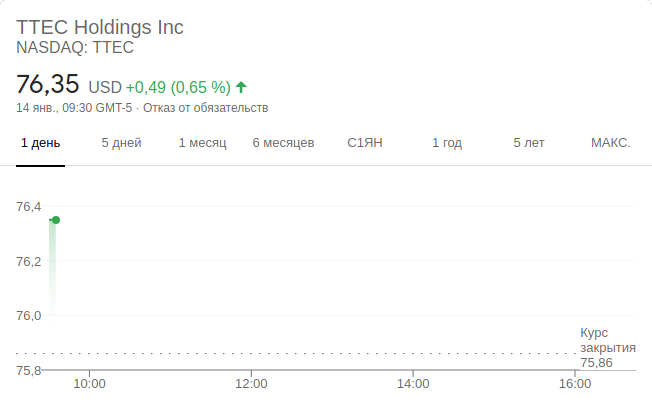 TTEC Holdings Inc
NASDAQ: TTEC
76,35 USD +0,49 (0,65 %)
14 янв., 09:30 GMT-5 · Отказ от обязательств
1 день 5 дней 1 месяц 6 месяцев С1ЯН 1 год 5 лет МАКС.
76,4
76,2
76,0
Курс
закрытия
75,86
75,8
10:00 12:00 14:00 16:00